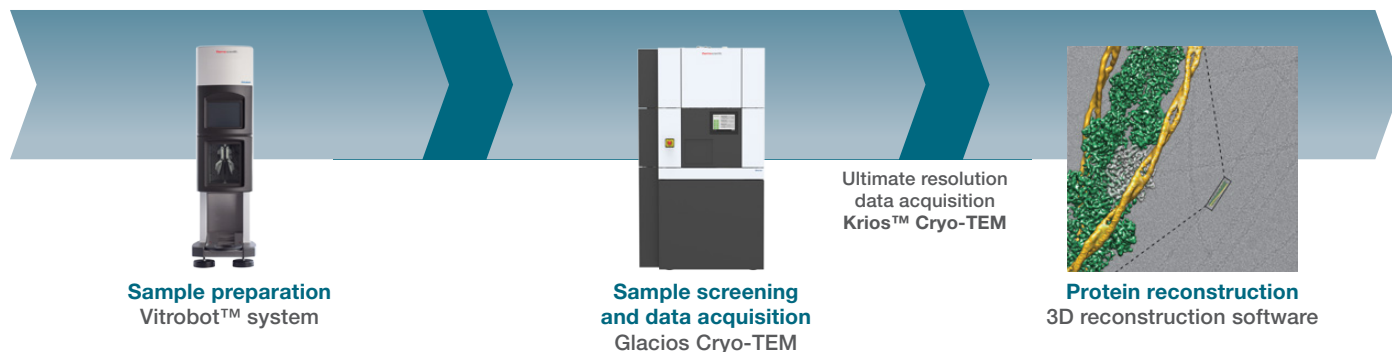 Sample preparation
Vitrobot™ system
Sample screening
and data acquisition
Glacios Cryo-TEM
Ultimate resolution
data acquisition
Krios™ Cryo-TEM
Protein reconstruction
3D reconstruction software